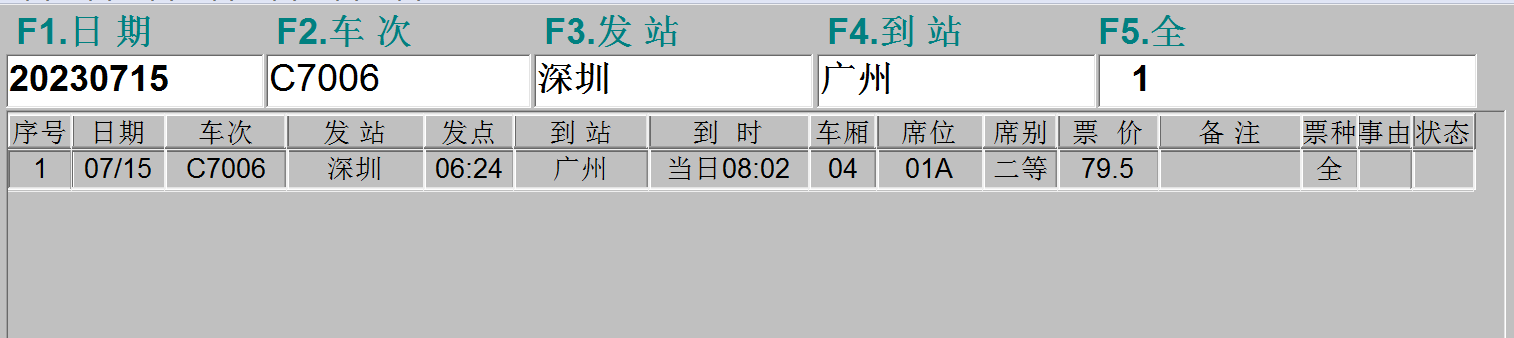 F1.日 期 F2.车 次 F3.发 站 F4.到 站 F5.全
20230715 C7006 深圳 广州 1
序号 日期 车次 发 站 发点 到 站 到 时 车厢 席位 席别 票 价 备 注 票种 事由 状态
1 07/15 C7006 深圳 06:24 广州 当日08:02 04 01A 二等 79.5 全